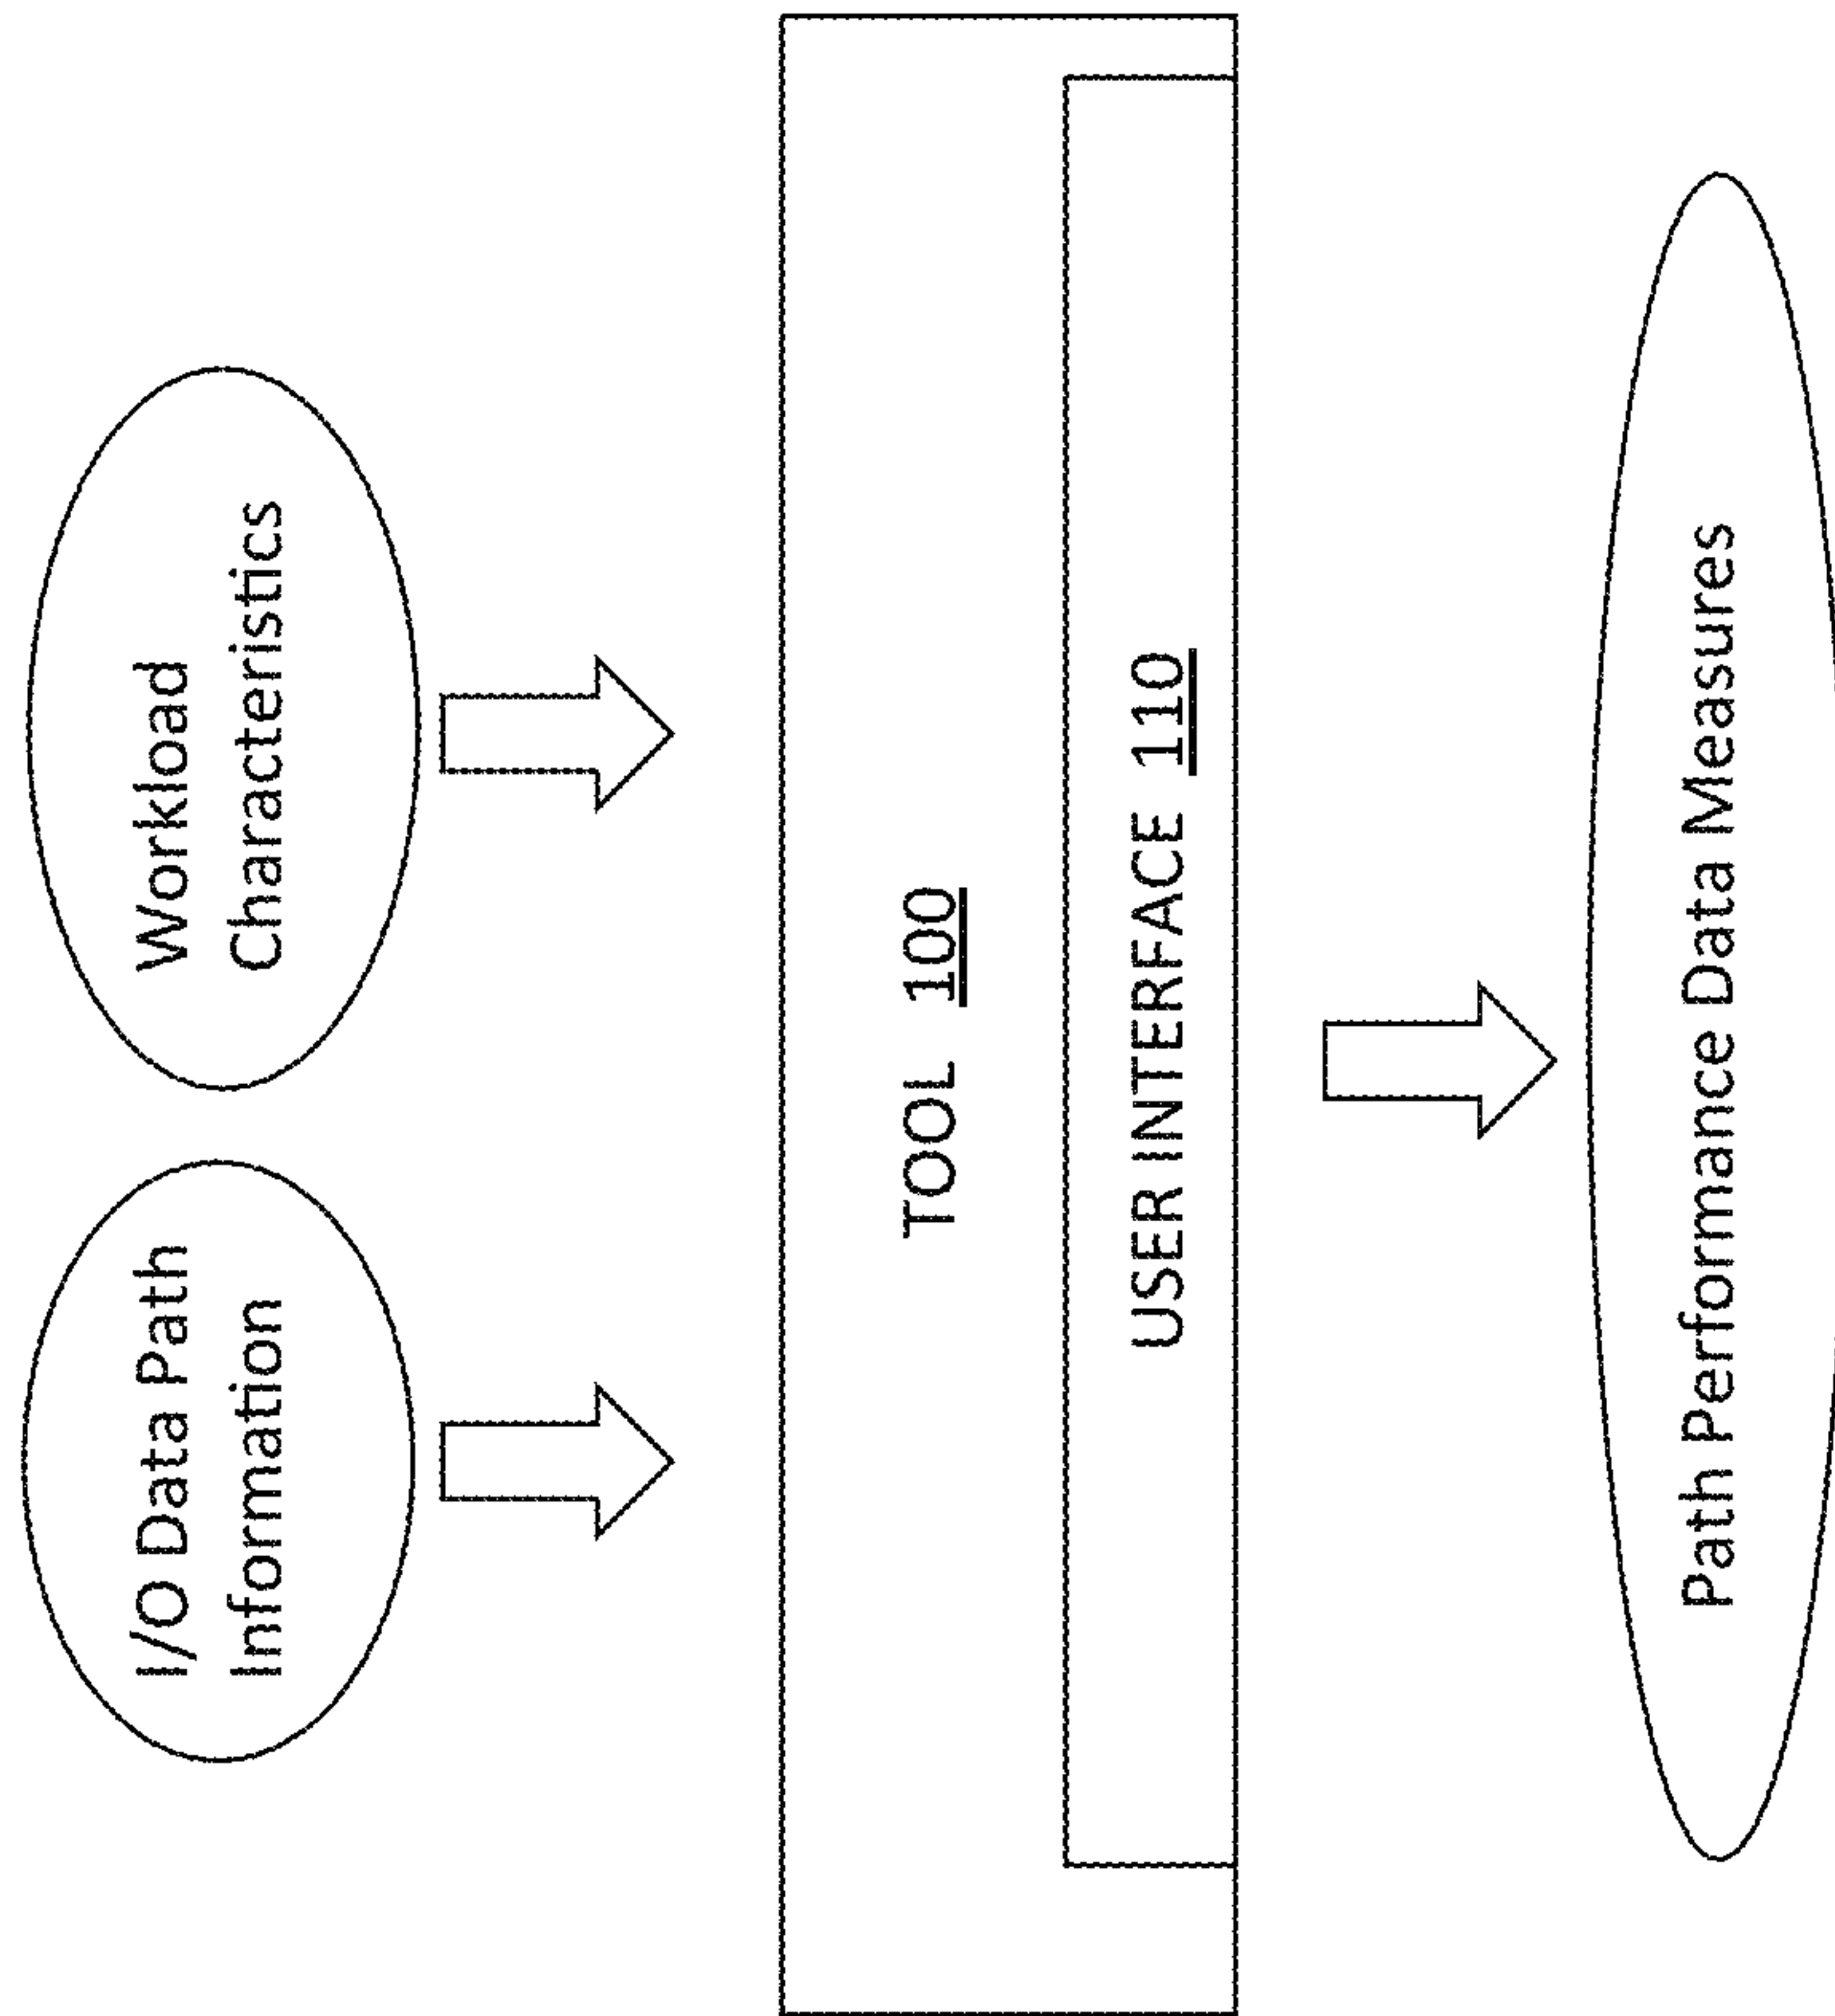 I/O Data Path
Information
Workload
Characteristics
TOOL 100
USER INTERFACE 110
Path Performance Data Measures